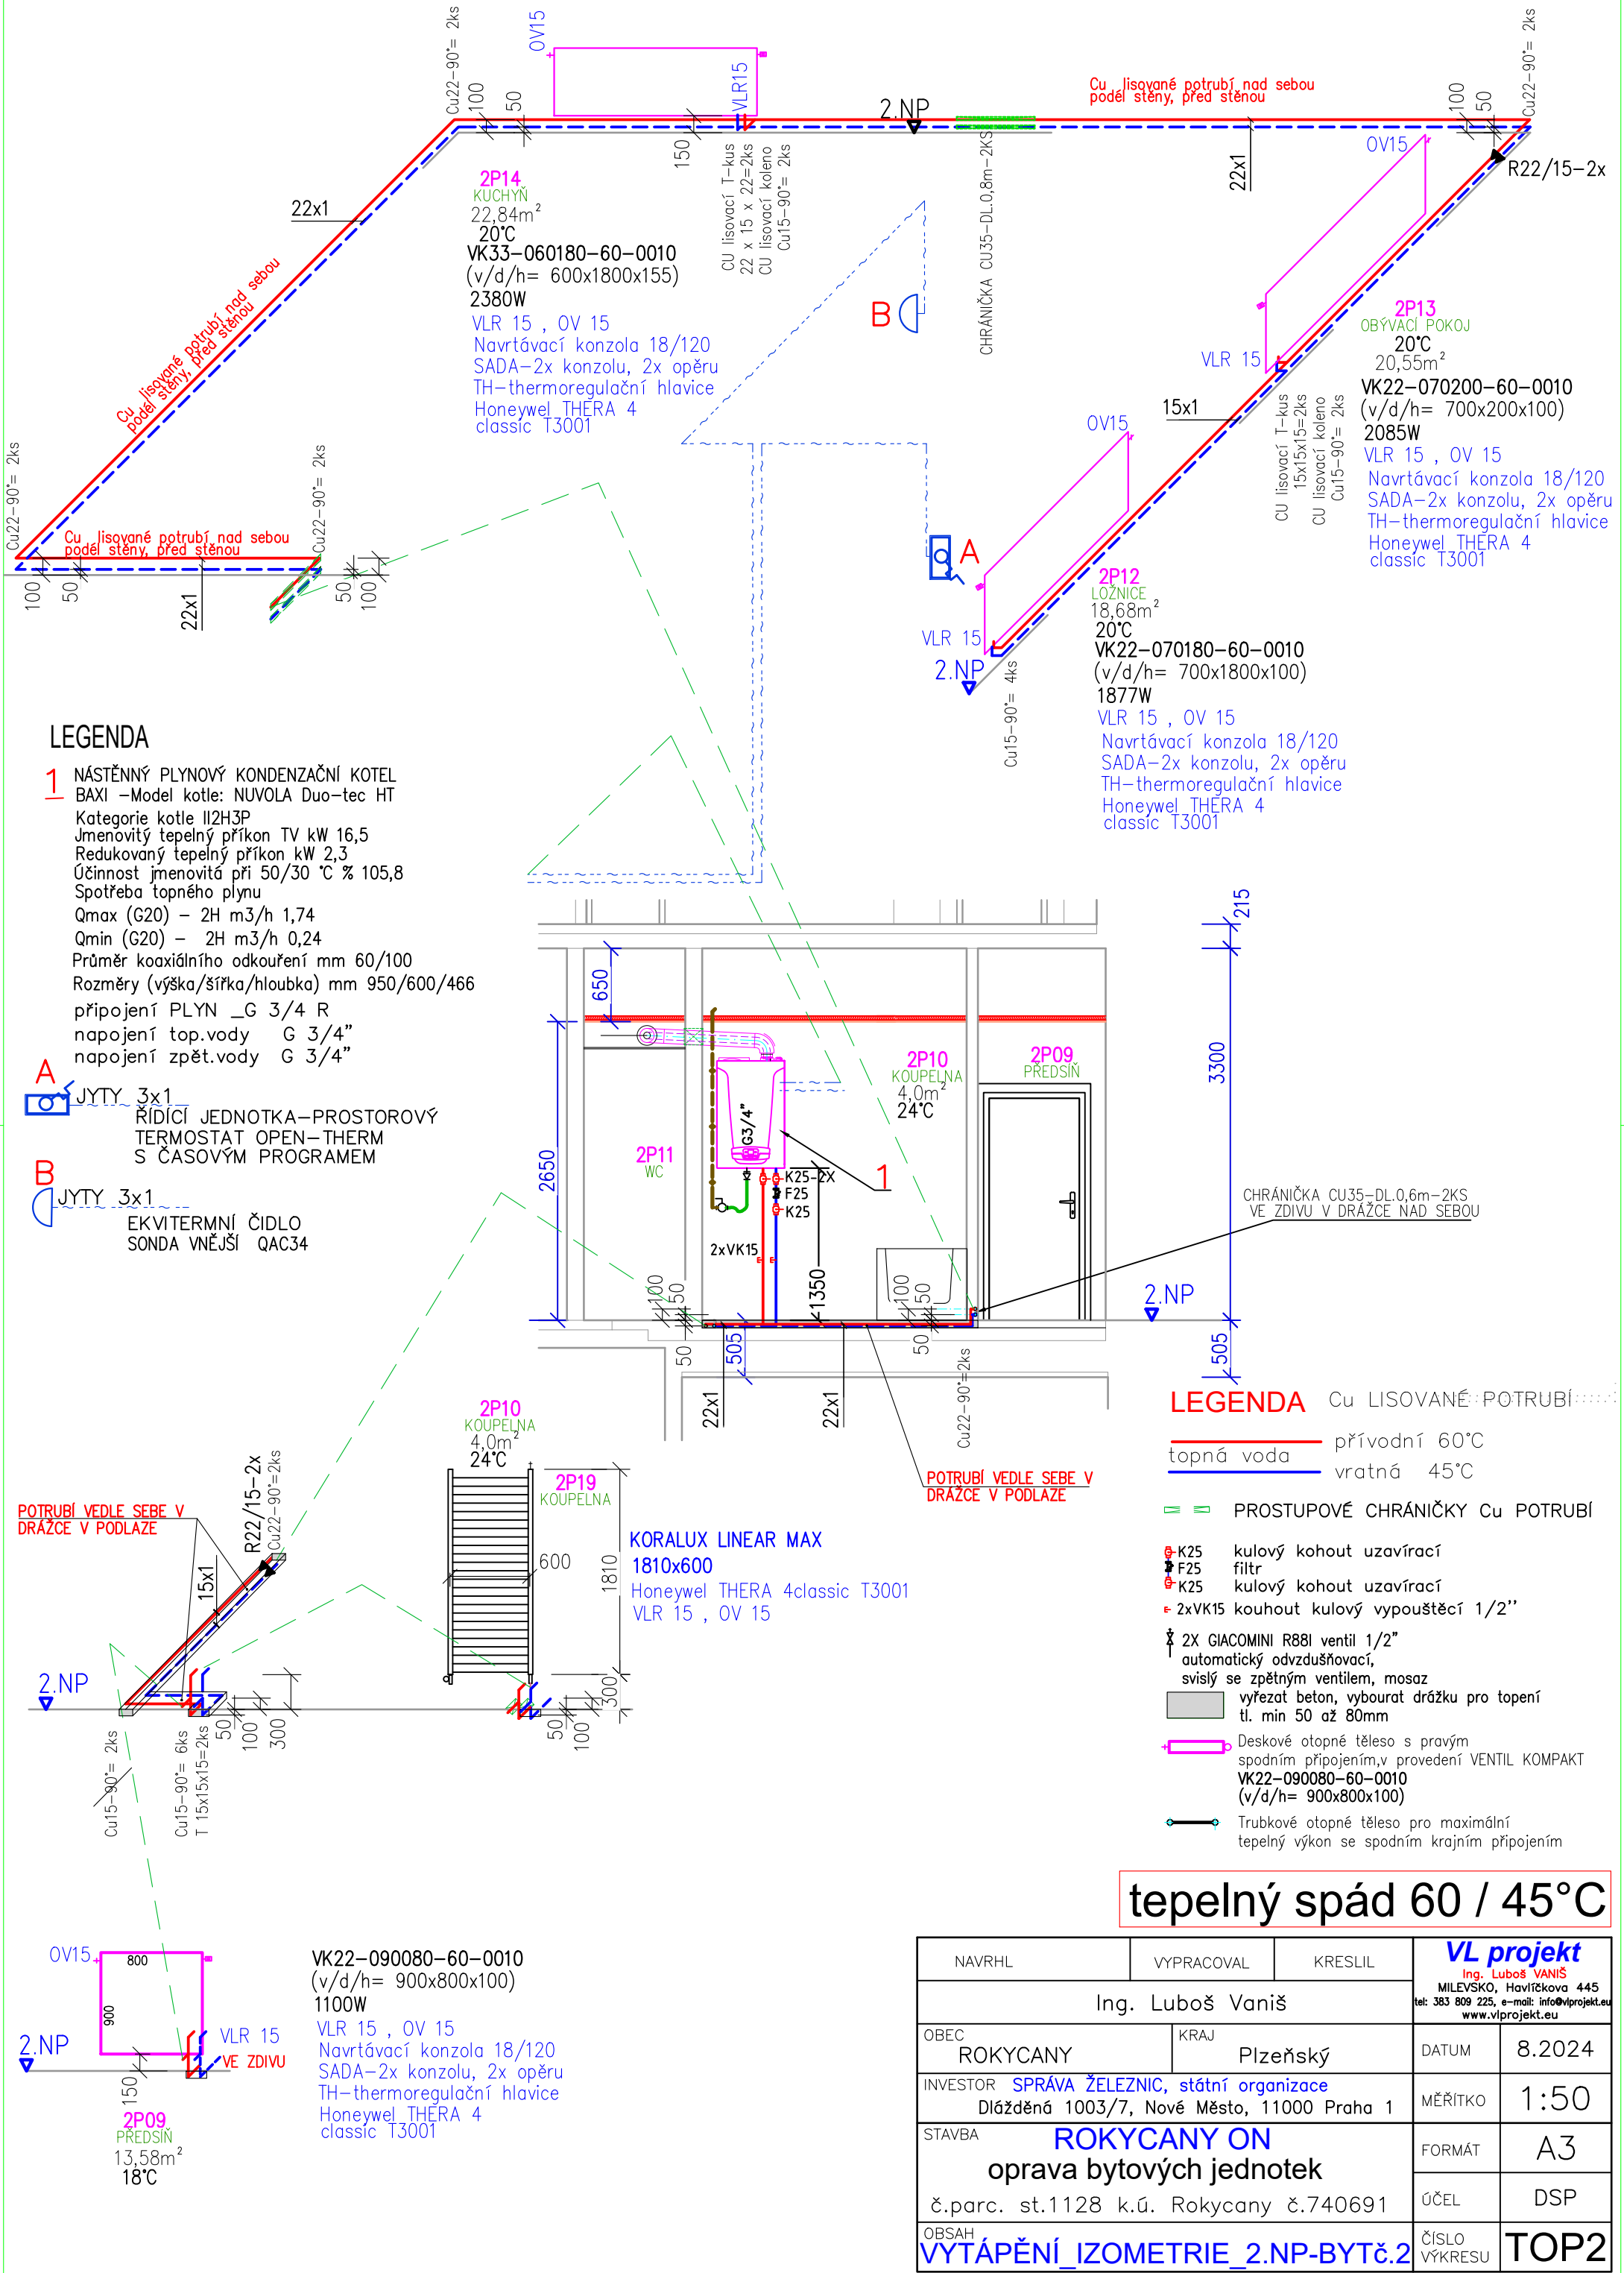 OV15
Cu22-90°= 2ks
100
50
VLR15
150
2.NP
Cu lisované potrubí nad sebou
podél stěny, před stěnou
100
50
Cu22-90°= 2ks
OV15
R22/15-2x
22x1
22x1
2P14
KUCHYŇ
22,84m²
20°C
VK33-060180-60-0010
(v/d/h= 600x1800x155)
2380W
VLR 15 , OV 15
Navrtávací konzola 18/120
SADA-2x konzolu, 2x opěru
TH-thermoregulační hlavice
Honeywel THERA 4
classic T3001
CU lisovací T-kus
22 x 15 x 22=2ks
CU lisovací koleno
Cu15-90°= 2ks
CHRÁNIČKA CU35-DL.0,8m-2KS
B
2P13
OBÝVACÍ POKOJ
20°C
20,55m²
VK22-070200-60-0010
(v/d/h= 700x200x100)
2085W
VLR 15 , OV 15
Navrtávací konzola 18/120
SADA-2x konzolu, 2x opěru
TH-thermoregulační hlavice
Honeywel THERA 4
classic T3001
VLR 15
15x1
CU lisovací T-kus
15x15x15=2ks
CU lisovací koleno
Cu15-90°= 2ks
OV15
Cu lisované potrubí nad sebou
podél stěny, před stěnou
Cu22-90°= 2ks
Cu lisované potrubí nad sebou
podél stěny, před stěnou
Cu22-90°= 2ks
100
50
22x1
50
100
A
VLR 15
2.NP
Cu15-90°= 4ks
2P12
LOŽNICE
18,68m²
20°C
VK22-070180-60-0010
(v/d/h= 700x1800x100)
1877W
VLR 15 , OV 15
Navrtávací konzola 18/120
SADA-2x konzolu, 2x opěru
TH-thermoregulační hlavice
Honeywel THERA 4
classic T3001
LEGENDA
1
NÁSTĚNNÝ PLYNOVÝ KONDENZAČNÍ KOTEL
BAXI -Model kotle: NUVOLA Duo-tec HT
Kategorie kotle II2H3P
Jmenovitý tepelný příkon TV kW 16,5
Redukovaný tepelný příkon kW 2,3
Účinnost jmenovitá při 50/30 °C % 105,8
Spotřeba topného plynu
Qmax (G20) - 2H m3/h 1,74
Qmin (G20) - 2H m3/h 0,24
Průměr koaxiálního odkouření mm 60/100
Rozměry (výška/šířka/hloubka) mm 950/600/466
připojení PLYN _G 3/4 R
napojení top.vody G 3/4"
napojení zpět.vody G 3/4"
A
JYTY 3x1
ŘÍDÍCÍ JEDNOTKA-PROSTOROVÝ
TERMOSTAT OPEN-THERM
S ČASOVÝM PROGRAMEM
B
JYTY 3x1
EKVITERMNÍ ČIDLO
SONDA VNĚJŠÍ QAC34
215
650
3300
2650
2P10
KOUPELNA
4,0m²
24°C
2P09
PŘEDSÍŇ
2P11
WC
G3/4"
1
K25-2X
F25
K25
2xVK15
1350
100
50
50
505
22x1
22x1
100
50
50
Cu22-90°=2ks
CHRÁNIČKA CU35-DL.0,6m-2KS
VE ZDIVU V DRÁŽCE NAD SEBOU
2.NP
505
POTRUBÍ VEDLE SEBE V
DRÁŽCE V PODLAZE
LEGENDA Cu LISOVANÉ POTRUBÍ
topná voda
přívodní 60°C
vratná 45°C
PROSTUPOVÉ CHRÁNIČKY Cu POTRUBÍ
K25 kulový kohout uzavírací
F25 filtr
K25 kulový kohout uzavírací
2xVK15 kouhout kulový vypouštěcí 1/2''
2X GIACOMINI R88I ventil 1/2"
automatický odvzdušňovací,
svislý se zpětným ventilem, mosaz
vyřezat beton, vybourat drážku pro topení
tl. min 50 až 80mm
Deskové otopné těleso s pravým
spodním připojením,v provedení VENTIL KOMPAKT
VK22-090080-60-0010
(v/d/h= 900x800x100)
Trubkové otopné těleso pro maximální
tepelný výkon se spodním krajním připojením
2P10
KOUPELNA
4,0m²
24°C
2P19
KOUPELNA
600
1810
300
50
100
KORALUX LINEAR MAX
1810x600
Honeywel THERA 4classic T3001
VLR 15 , OV 15
POTRUBÍ VEDLE SEBE V
DRÁŽCE V PODLAZE
R22/15-2x
Cu22-90°=2ks
15x1
2.NP
Cu15-90°= 2ks
Cu15-90°= 6ks
T 15x15x15=2ks
50
100
300
OV15
800
900
2.NP
VLR 15
VE ZDIVU
150
2P09
PŘEDSÍŇ
13,58m²
18°C
VK22-090080-60-0010
(v/d/h= 900x800x100)
1100W
VLR 15 , OV 15
Navrtávací konzola 18/120
SADA-2x konzolu, 2x opěru
TH-thermoregulační hlavice
Honeywel THERA 4
classic T3001
tepelný spád 60 / 45°C
NAVRHL VYPRACOVAL KRESLIL
Ing. Luboš Vaniš
VL projekt
Ing. Luboš VANIŠ
MILEVSKO, Havlíčkova 445
tel: 383 809 225, e-mail: info@vlprojekt.eu
www.vlprojekt.eu
OBEC
ROKYCANY
KRAJ
Plzeňský
DATUM 8.2024
INVESTOR SPRÁVA ŽELEZNIC, státní organizace
Dlážděná 1003/7, Nové Město, 11000 Praha 1
MĚŘÍTKO 1:50
STAVBA
ROKYCANY ON
oprava bytových jednotek
č.parc. st.1128 k.ú. Rokycany č.740691
FORMÁT A3
ÚČEL DSP
OBSAH
VYTÁPĚNÍ_IZOMETRIE_2.NP-BYTč.2
ČÍSLO
VÝKRESU
TOP2